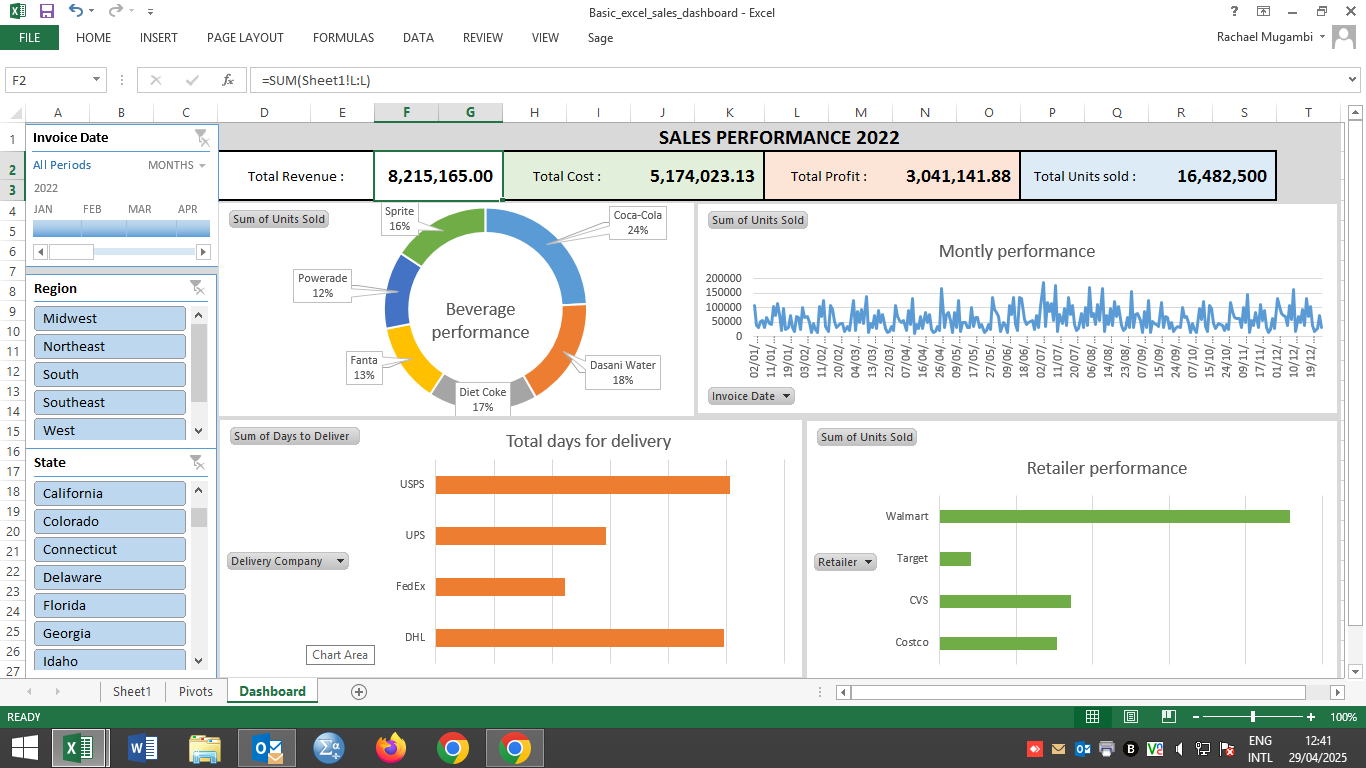 Basic_excel_sales_dashboard - Excel
FILE HOME INSERT PAGE LAYOUT FORMULAS DATA REVIEW VIEW Sage
Rachael Mugambi
F2 fx =SUM(Sheet1!L:L)
A B C D E F G H I J K L M N O P Q R S T
1
2
3
4
5
6
7
8
9
10
11
12
13
14
15
16
17
18
19
20
21
22
23
24
25
26
27
Invoice Date
All Periods MONTHS
2022
JAN FEB MAR APR
Region
Midwest
Northeast
South
Southeast
West
State
California
Colorado
Connecticut
Delaware
Florida
Georgia
Idaho
SALES PERFORMANCE 2022
Total Revenue : 8,215,165.00 Total Cost : 5,174,023.13 Total Profit : 3,041,141.88 Total Units sold : 16,482,500
Sum of Units Sold
Sprite
16%
Coca-Cola
24%
Powerade
12%
Beverage
performance
Fanta
13%
Dasani Water
18%
Diet Coke
17%
Sum of Units Sold
Montly performance
200000
150000
100000
50000
0
02/01/... 11/01/... 19/01/... 03/02/... 11/02/... 20/02/... 04/03/... 13/03/... 22/03/... 07/04/... 16/04/... 26/04/... 09/05/... 17/05/... 27/05/... 09/06/... 18/06/... 02/07/... 11/07/... 20/07/... 06/08/... 14/08/... 23/08/... 07/09/... 15/09/... 24/09/... 07/10/... 15/10/... 24/10/... 09/11/... 17/11/... 01/12/... 10/12/... 19/12/...
Invoice Date
Sum of Days to Deliver
Total days for delivery
USPS
UPS
Delivery Company
FedEx
DHL
Chart Area
Sum of Units Sold
Retailer performance
Walmart
Retailer
Target
CVS
Costco
Sheet1 Pivots Dashboard
READY
100%
ENG
INTL
12:41
29/04/2025